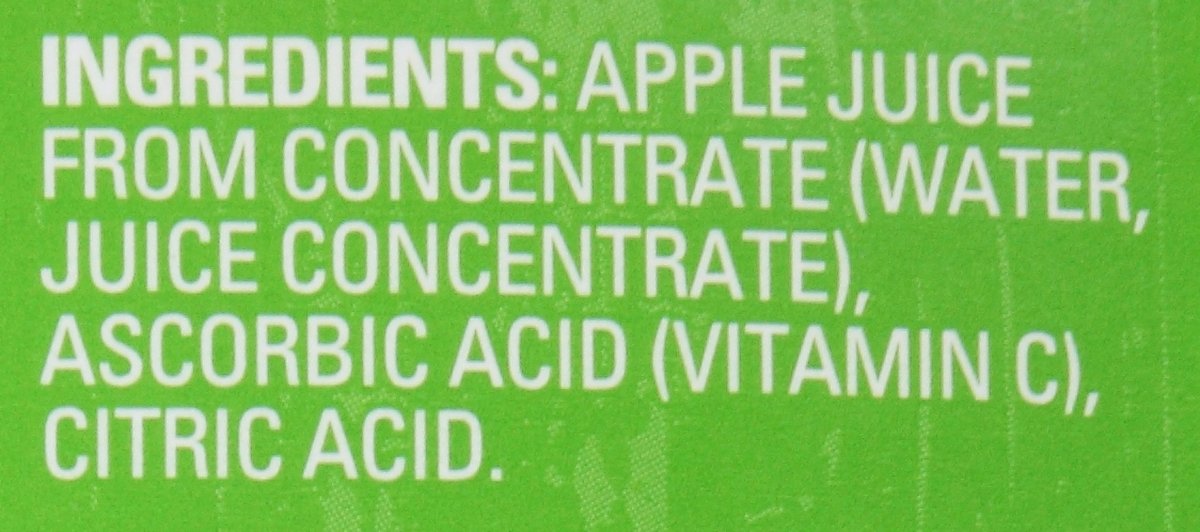 INGREDIENTS: APPLE JUICE
FROM CONCENTRATE (WATER,
JUICE CONCENTRATE),
ASCORBIC ACID (VITAMIN C),
CITRIC ACID.